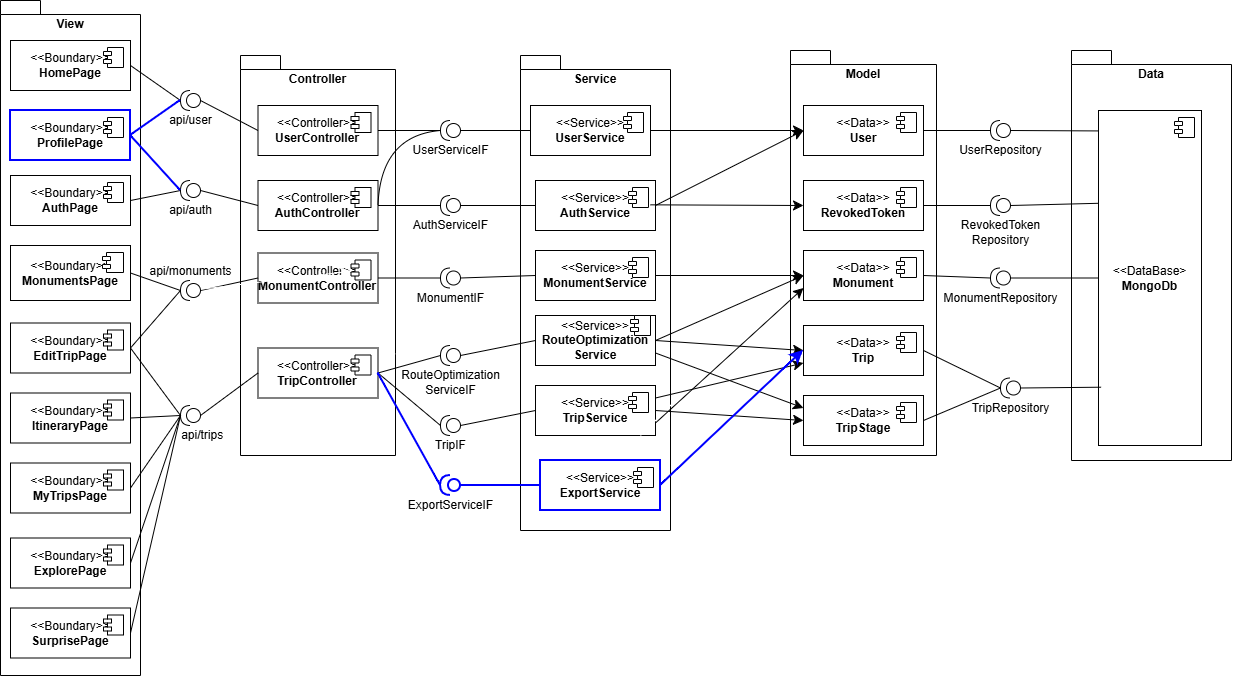 View
<<Boundary>>
HomePage
<<Boundary>>
ProfilePage
<<Boundary>>
AuthPage
<<Boundary>>
MonumentsPage
<<Boundary>>
EditTripPage
<<Boundary>>
ItineraryPage
<<Boundary>>
MyTripsPage
<<Boundary>>
ExplorePage
<<Boundary>>
SurprisePage
api/user
api/auth
api/monuments
api/trips
Controller
<<Controller>>
UserController
<<Controller>>
AuthController
<<Controller>>
MonumentController
<<Controller>>
TripController
UserServiceIF
AuthServiceIF
MonumentIF
RouteOptimization
ServiceIF
TripIF
ExportServiceIF
Service
<<Service>>
UserService
<<Service>>
AuthService
<<Service>>
MonumentService
<<Service>>
RouteOptimization
Service
<<Service>>
TripService
<<Service>>
ExportService
Model
<<Data>>
User
<<Data>>
RevokedToken
<<Data>>
Monument
<<Data>>
Trip
<<Data>>
TripStage
UserRepository
RevokedToken
Repository
MonumentRepository
TripRepository
Data
<<DataBase>
MongoDb